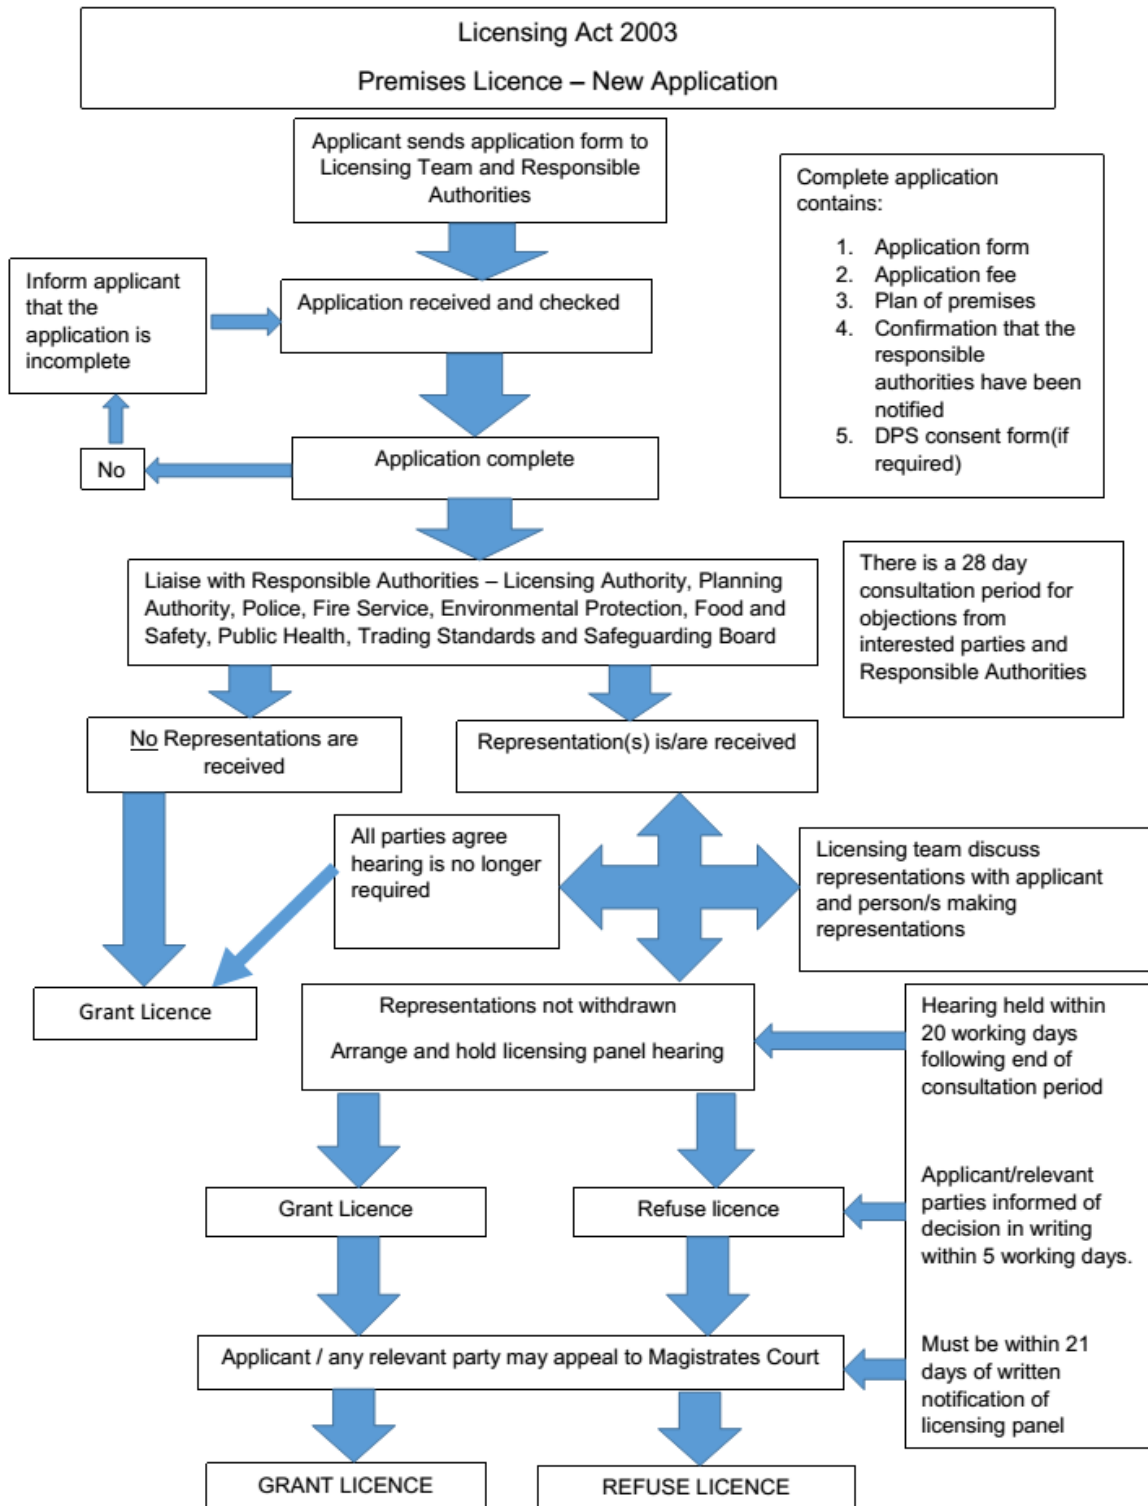 Licensing Act 2003
Premises Licence – New Application
Applicant sends application form to
Licensing Team and Responsible
Authorities
Complete application
contains:
1. Application form
2. Application fee
3. Plan of premises
4. Confirmation that the
responsible
authorities have been
notified
5. DPS consent form(if
required)
Inform applicant
that the
application is
incomplete
Application received and checked
No
Application complete
Liaise with Responsible Authorities – Licensing Authority, Planning
Authority, Police, Fire Service, Environmental Protection, Food and
Safety, Public Health, Trading Standards and Safeguarding Board
There is a 28 day
consultation period for
objections from
interested parties and
Responsible Authorities
No Representations are
received
Representation(s) is/are received
All parties agree
hearing is no longer
required
Licensing team discuss
representations with applicant
and person/s making
representations
Grant Licence
Representations not withdrawn
Arrange and hold licensing panel hearing
Hearing held within
20 working days
following end of
consultation period
Grant Licence
Refuse licence
Applicant/relevant
parties informed of
decision in writing
within 5 working days.
Applicant / any relevant party may appeal to Magistrates Court
Must be within 21
days of written
notification of
licensing panel
GRANT LICENCE
REFUSE LICENCE